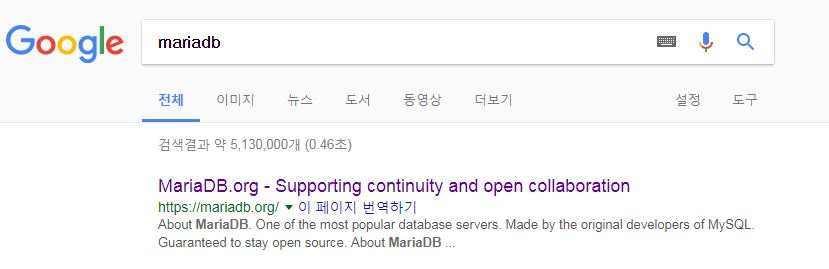 Google
mariadb
전체 이미지 뉴스 도서 동영상 더보기 설정 도구
검색결과 약 5,130,000개 (0.46초)
MariaDB.org - Supporting continuity and open collaboration
https://mariadb.org/ 이 페이지 번역하기
About MariaDB. One of the most popular database servers. Made by the original developers of MySQL.
Guaranteed to stay open source. About MariaDB ...